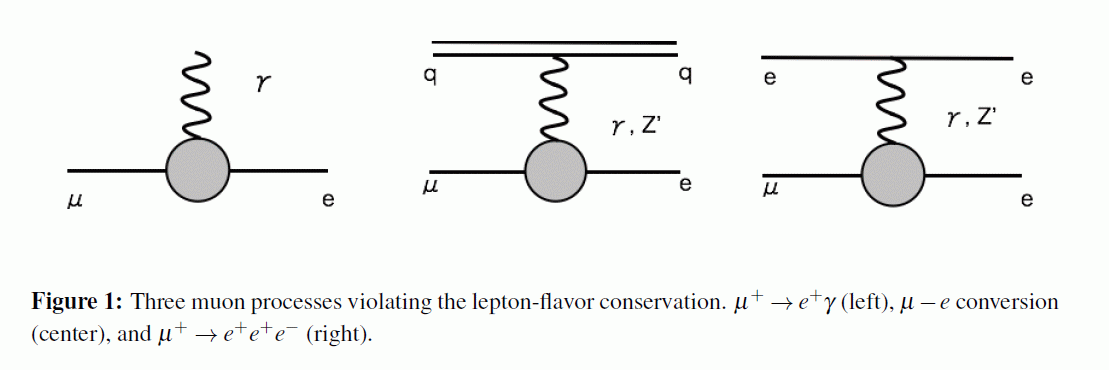 γ
μ e
q q
γ , Z'
μ e
e e
γ , Z'
μ e
Figure 1: Three muon processes violating the lepton-flavor conservation. μ⁺ → e⁺γ (left), μ − e conversion
(center), and μ⁺ → e⁺e⁺e⁻ (right).